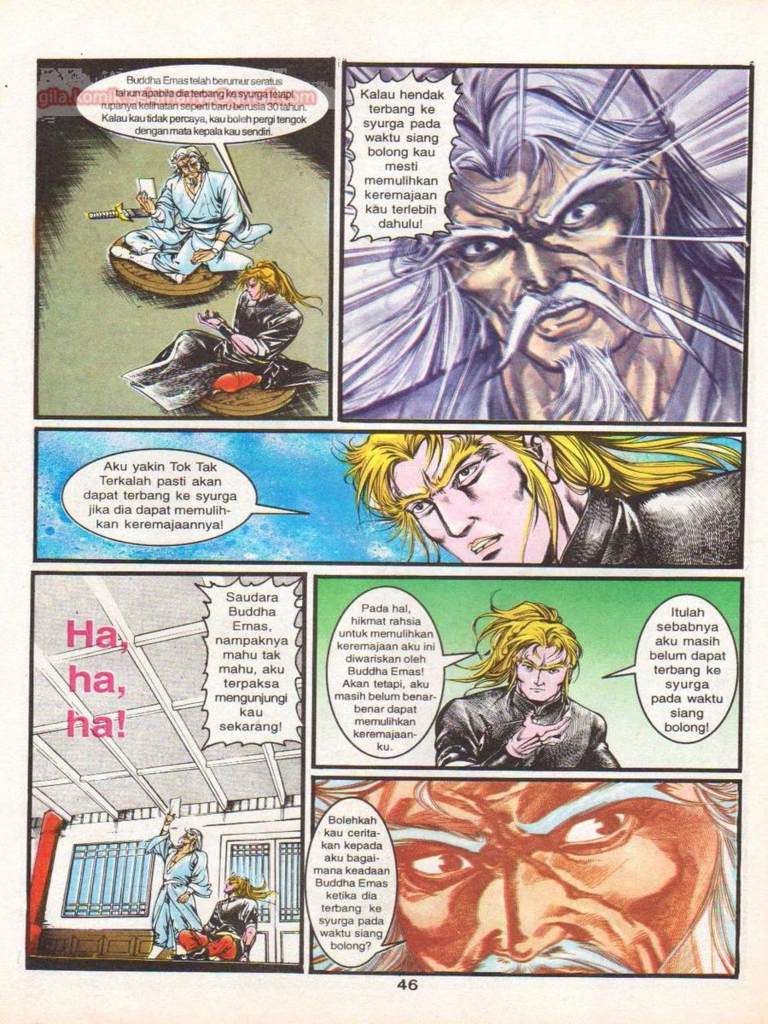 Buddha Emas telah berumur seratus
tahun apabila dia terbang ke syurga tetapi,
rupanya kelihatan seperti baru berusia 30 tahun.
Kalau kau tidak percaya, kau boleh pergi tengok
dengan mata kepala kau sendiri.
Kalau hendak
terbang ke
syurga pada
waktu siang
bolong kau
mesti
memulihkan
keremajaan
kau terlebih
dahulu!
Aku yakin Tok Tak
Terkalah pasti akan
dapat terbang ke syurga
jika dia dapat memulih-
kan keremajaannya!
Ha,
ha,
ha!
Saudara
Buddha
Emas,
nampaknya
mahu tak
mahu, aku
terpaksa
mengunjungi
kau
sekarang!
Pada hal,
hikmat rahsia
untuk memulihkan
keremajaan aku ini
diwariskan oleh
Buddha Emas!
Akan tetapi, aku
masih belum benar-
benar dapat
memulihkan
keremajaan-
ku.
Itulah
sebabnya
aku masih
belum dapat
terbang ke
syurga pada
waktu siang
bolong!
Bolehkah
kau cerita-
kan kepada
aku bagai-
mana keadaan
Buddha Emas
ketika dia
terbang ke
syurga pada
waktu siang
bolong?
46